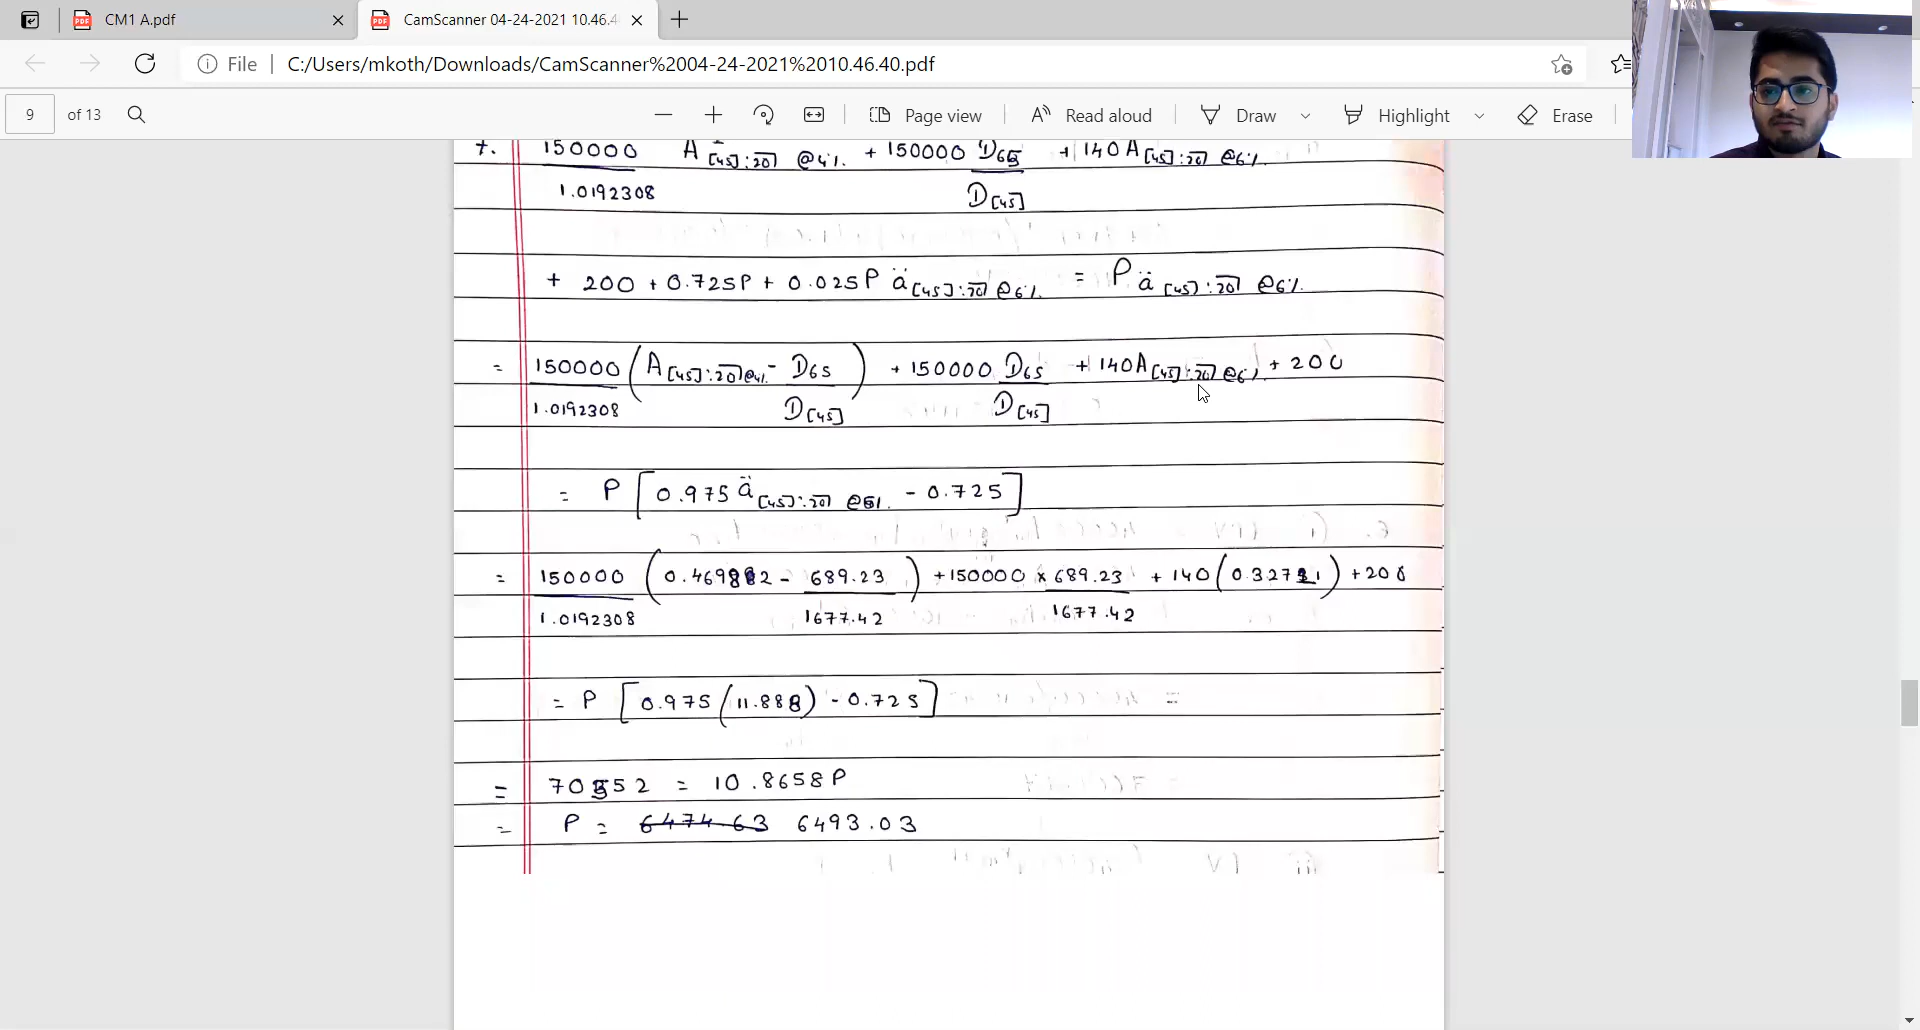 CM1 A.pdf
CamScanner 04-24-2021 10.46.4
File C:/Users/mkoth/Downloads/CamScanner%2004-24-2021%2010.46.40.pdf
9 of 13 Page view Read aloud Draw Highlight Erase
7. 150000 A [45]:20 @4%. + 150000 D65 + 140A [45]:20 @6%.
1.0192308 D[45]
+ 200 + 0.725P + 0.025P ä [45]:20 @6%. = P ä [45]:20 @6%.
= 150000 ( A[45]:20@4%. - D65 ) + 150000 D65 + 140A[45]:20 @6%. + 200
1.0192308 D[45] D[45]
= P [ 0.975 ä [45]:20 @6%. - 0.725 ]
= 150000 ( - 689.23 ) +150000 x 689.23 + 140 ( ) + 200
1.0192308 1677.42 1677.42
= P [ 0.975 (11.888) - 0.725 ]
= 70552 = 10.8658P
= P = 6474.63 6493.03